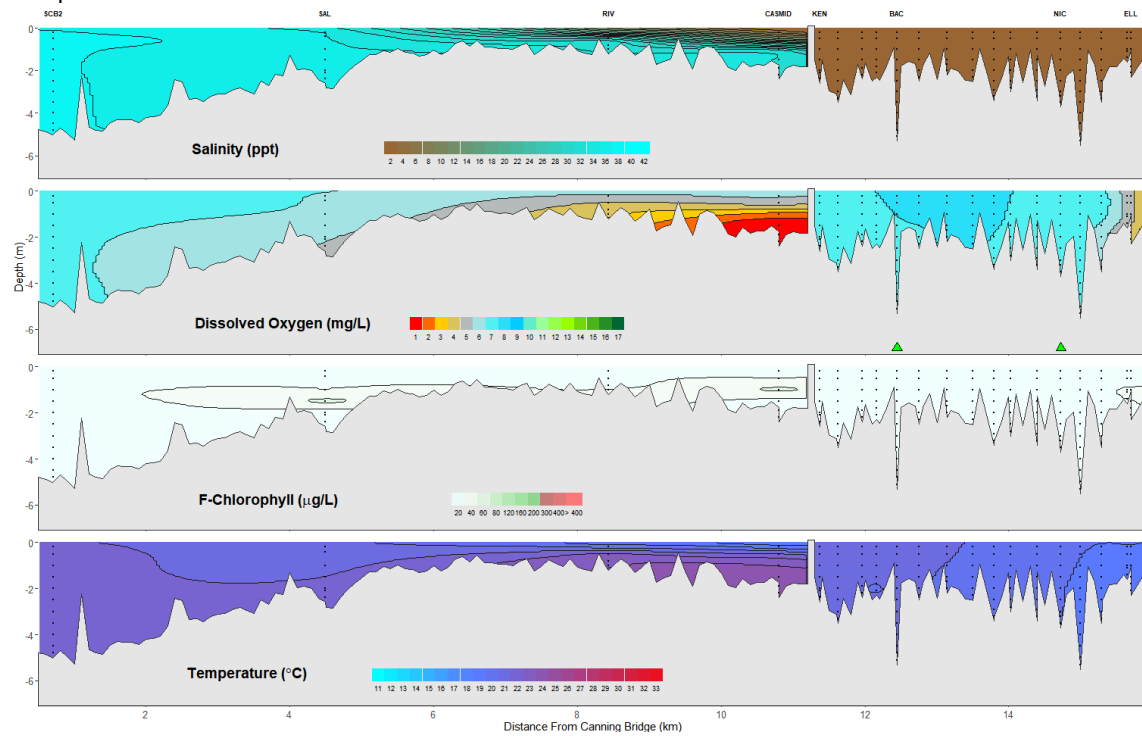 SCB2 SAL RIV CASMID KEN BAC NIC ELL
0
-2
-4
-6
Salinity (ppt)
2 4 6 8 10 12 14 16 18 20 22 24 26 28 30 32 34 36 38 40 42
0
-2
-4
-6
Depth (m)
Dissolved Oxygen (mg/L)
1 2 3 4 5 6 7 8 9 10 11 12 13 14 15 16 17
0
-2
-4
-6
F-Chlorophyll (µg/L)
20 40 60 80 120 160 200 300 400 > 400
0
-2
-4
-6
Temperature (°C)
11 12 13 14 15 16 17 18 19 20 21 22 23 24 25 26 27 28 29 30 31 32 33
2 4 6 8 10 12 14 16
Distance From Canning Bridge (km)